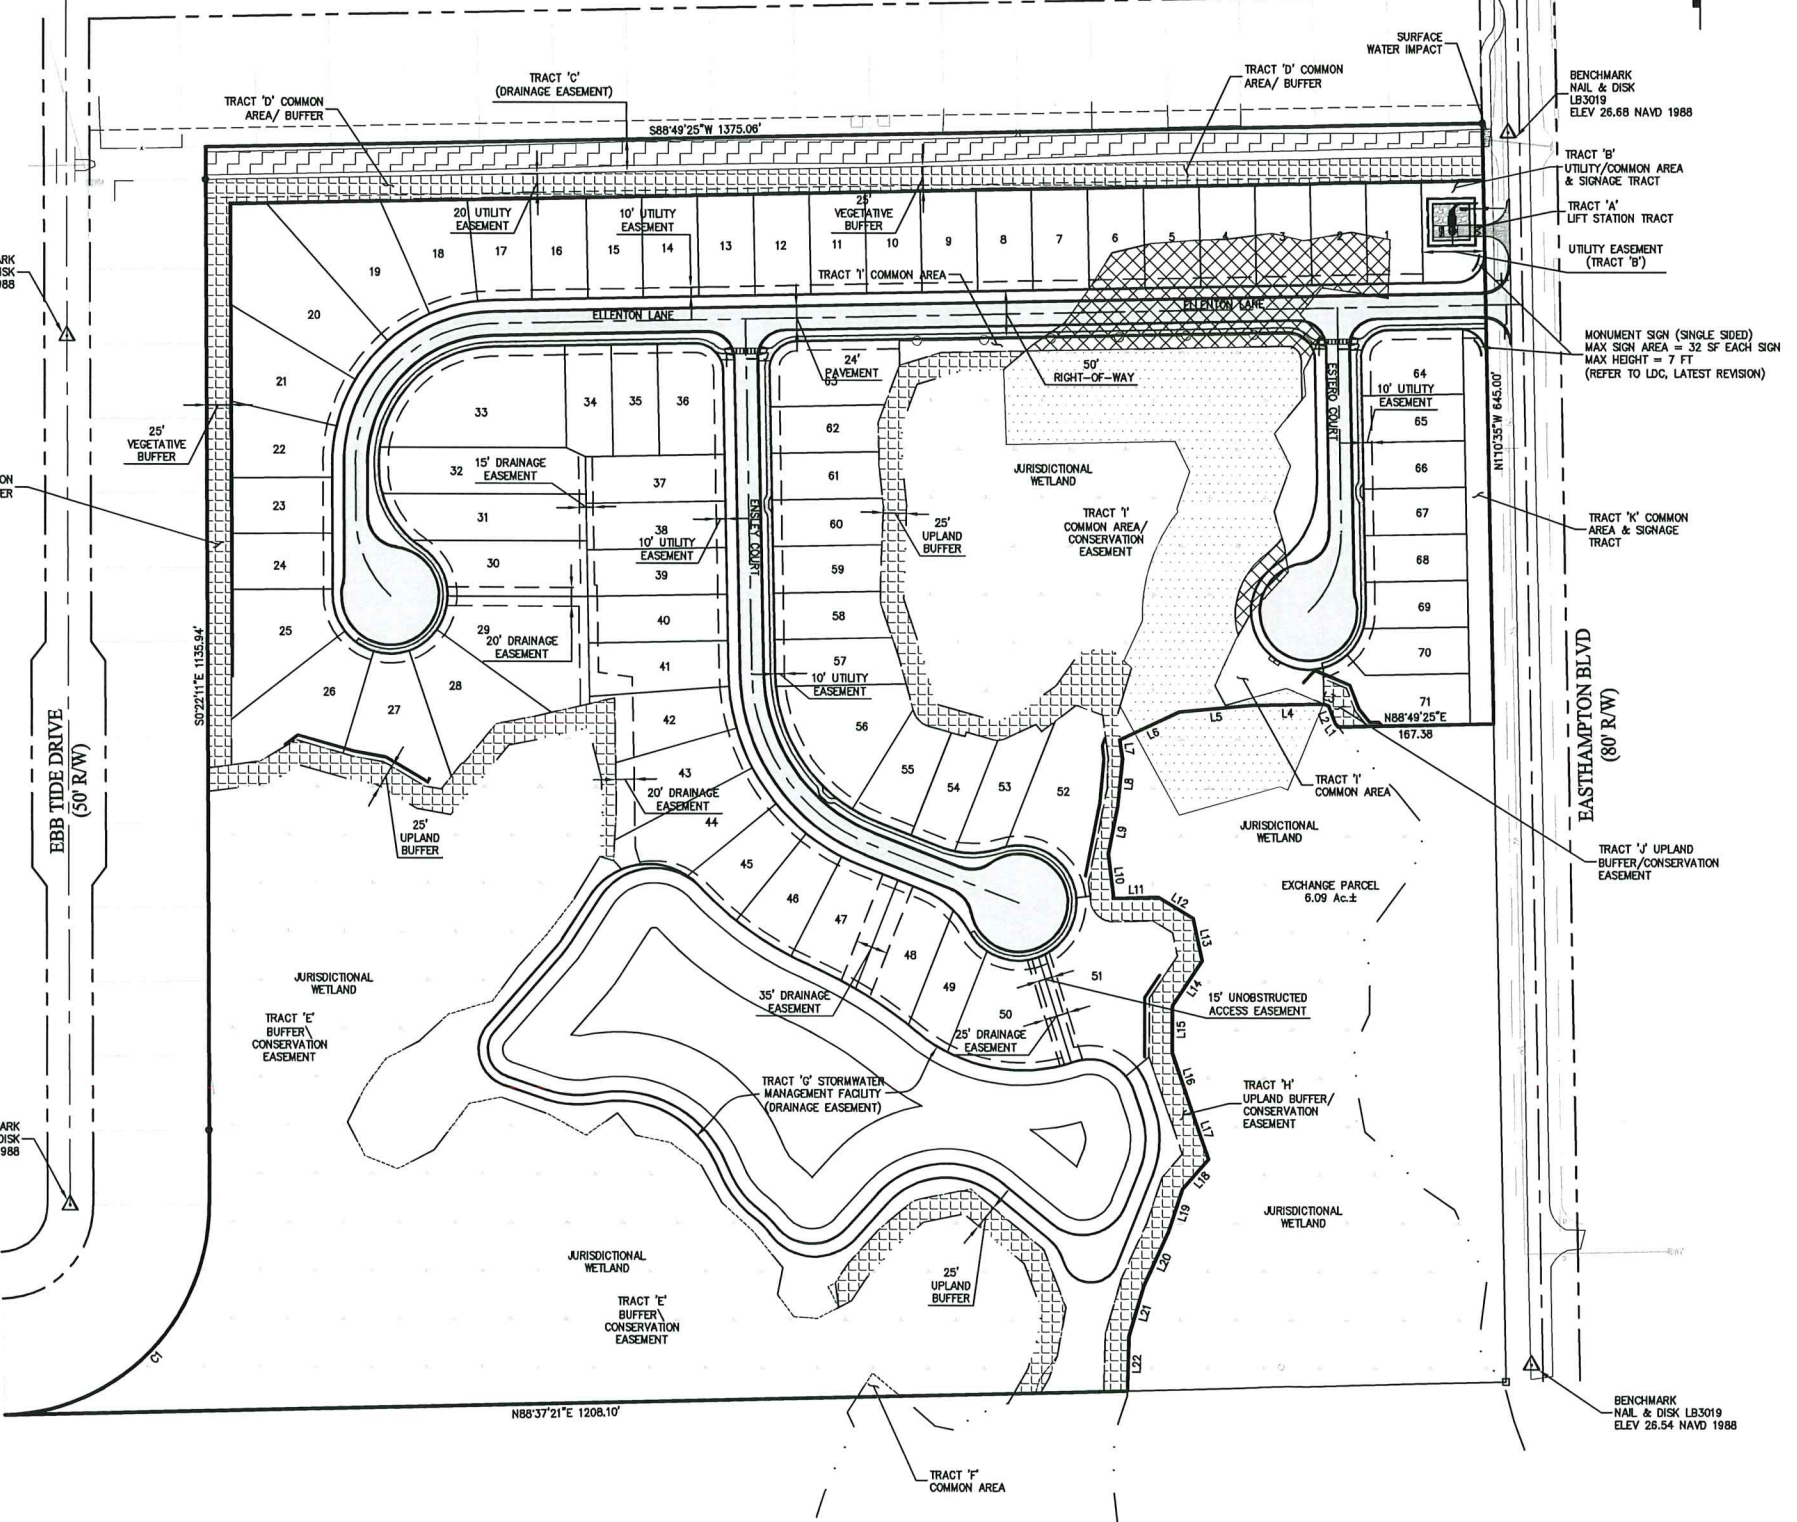 SURFACE
WATER IMPACT
BENCHMARK
NAIL & DISK
LB3019
ELEV 26.68 NAVD 1988
TRACT 'C'
(DRAINAGE EASEMENT)
TRACT 'D' COMMON
AREA/ BUFFER
TRACT 'D' COMMON
AREA/ BUFFER
S88°49'25"W 1375.06'
TRACT 'B'
UTILITY/COMMON AREA
& SIGNAGE TRACT
TRACT 'A'
LIFT STATION TRACT
UTILITY EASEMENT
(TRACT 'B')
20' UTILITY
EASEMENT
10' UTILITY
EASEMENT
25'
VEGETATIVE
BUFFER
20
19
18
17
16
15
14
13
12
11
10
9
8
7
6
5
4
3
2
1
TRACT 'I' COMMON AREA
ELLENTON LANE
ELLENTON LANE
MONUMENT SIGN (SINGLE SIDED)
MAX SIGN AREA = 32 SF EACH SIGN
MAX HEIGHT = 7 FT
(REFER TO LDC, LATEST REVISION)
ARK
ISK
988
24'
PAVEMENT
63
50'
RIGHT-OF-WAY
ESTERO COURT
64
10' UTILITY
EASEMENT
65
66
67
68
69
70
71
N1°10'35"W 645.00'
21
22
23
24
25
26
27
28
29
30
31
32
33
34
35
36
37
38
39
40
41
42
43
44
45
46
47
48
49
50
51
52
53
54
55
56
57
58
59
60
61
62
25'
VEGETATIVE
BUFFER
ON
ER
15' DRAINAGE
EASEMENT
10' UTILITY
EASEMENT
ENSLEY COURT
25'
UPLAND
BUFFER
JURISDICTIONAL
WETLAND
TRACT 'I'
COMMON AREA/
CONSERVATION
EASEMENT
TRACT 'K' COMMON
AREA & SIGNAGE
TRACT
20' DRAINAGE
EASEMENT
10' UTILITY
EASEMENT
S0°22'11"E 1135.94'
EBB TIDE DRIVE
(50' R/W)
EASTHAMPTON BLVD
(80' R/W)
N88°49'25"E
167.38
L1
L2
L3
L4
L5
L6
L7
L8
L9
L10
L11
L12
L13
L14
L15
L16
L17
L18
L19
L20
L21
L22
20' DRAINAGE
EASEMENT
25'
UPLAND
BUFFER
TRACT 'I'
COMMON AREA
JURISDICTIONAL
WETLAND
TRACT 'J' UPLAND
BUFFER/CONSERVATION
EASEMENT
EXCHANGE PARCEL
6.09 Ac.±
JURISDICTIONAL
WETLAND
TRACT 'E'
BUFFER\
CONSERVATION
EASEMENT
35' DRAINAGE
EASEMENT
25' DRAINAGE
EASEMENT
15' UNOBSTRUCTED
ACCESS EASEMENT
TRACT 'G' STORMWATER
MANAGEMENT FACILITY
(DRAINAGE EASEMENT)
TRACT 'H'
UPLAND BUFFER/
CONSERVATION
EASEMENT
ARK
DISK
988
JURISDICTIONAL
WETLAND
JURISDICTIONAL
WETLAND
TRACT 'E'
BUFFER\
CONSERVATION
EASEMENT
25'
UPLAND
BUFFER
C1
N88°37'21"E 1208.10'
BENCHMARK
NAIL & DISK LB3019
ELEV 26.54 NAVD 1988
TRACT 'F'
COMMON AREA